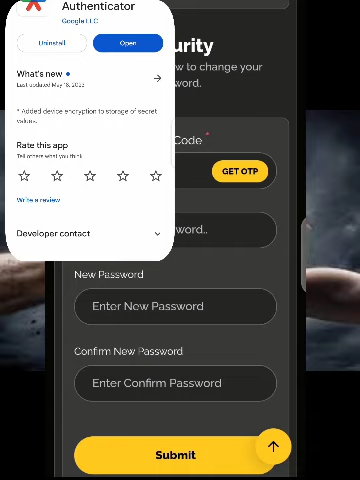 Authenticator
Google LLC
Uninstall
Open
What's new
Last updated May 18, 2023
* Added device encryption to storage of secret
values.
Rate this app
Tell others what you think
Write a review
Developer contact
urity
w to change your
word.
Code *
GET OTP
word..
New Password
Enter New Password
Confirm New Password
Enter Confirm Password
Submit